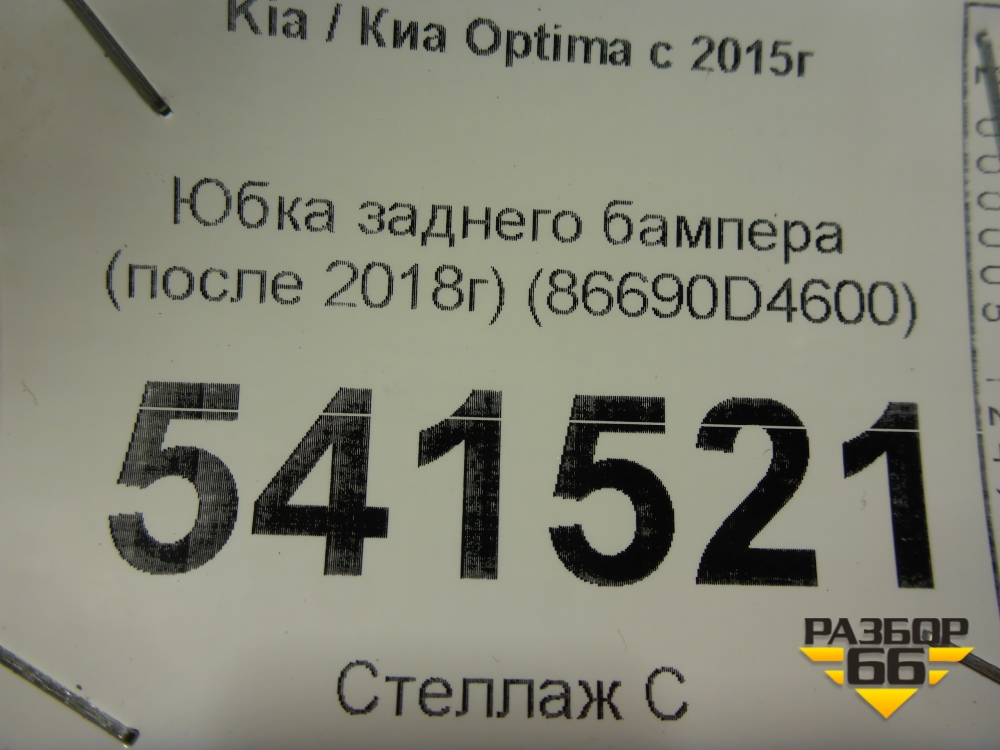 Kia / Киа Optima с 2015г
Юбка заднего бампера
(после 2018г) (86690D4600)
541521
Стеллаж С
РАЗБОР
66